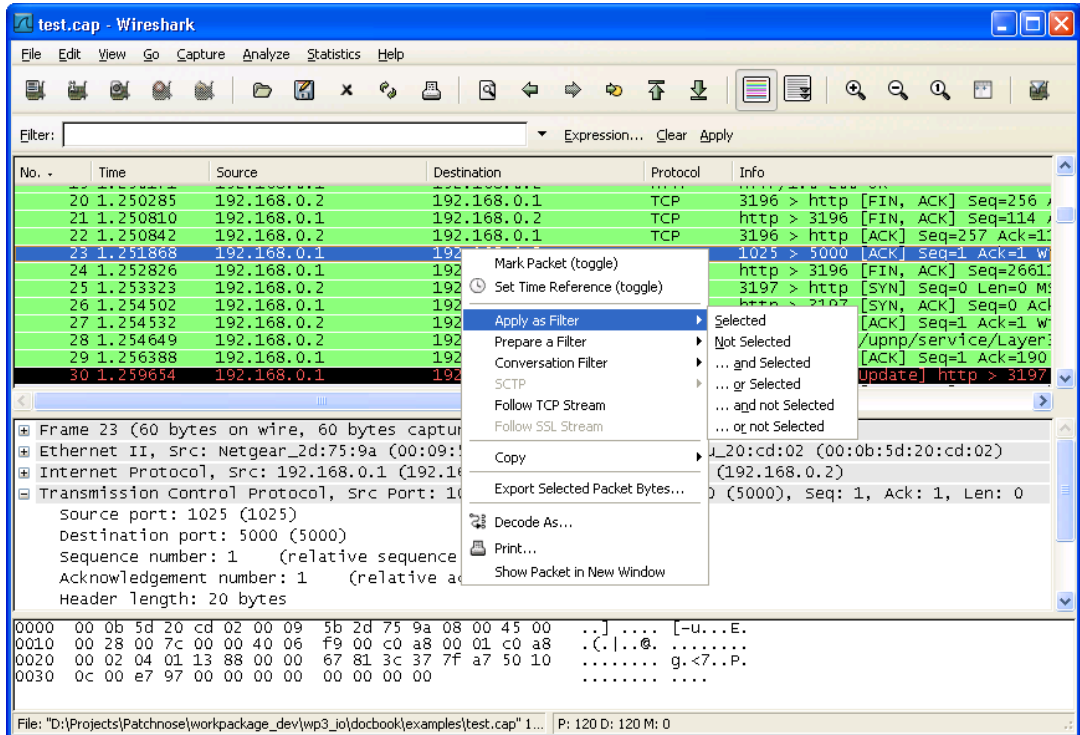 test.cap - Wireshark
File Edit View Go Capture Analyze Statistics Help
Filter: Expression... Clear Apply
No. Time Source Destination Protocol Info
20 1.250285 192.168.0.2 192.168.0.1 TCP 3196 > http [FIN, ACK] Seq=256
21 1.250810 192.168.0.1 192.168.0.2 TCP http > 3196 [FIN, ACK] Seq=114
22 1.250842 192.168.0.2 192.168.0.1 TCP 3196 > http [ACK] Seq=257 Ack=11
23 1.251868 192.168.0.1 192 1025 > 5000 [ACK] Seq=1 Ack=1 W
24 1.252826 192.168.0.1 192 http > 3196 [FIN, ACK] Seq=26611
25 1.253323 192.168.0.2 192 3197 > http [SYN] Seq=0 Len=0 MS
26 1.254502 192.168.0.1 192 http > 3197 [SYN, ACK] Seq=0 Ack
27 1.254532 192.168.0.2 192 [ACK] Seq=1 Ack=1 W
28 1.254649 192.168.0.2 192 /upnp/service/Layer3
29 1.256388 192.168.0.1 192 [ACK] Seq=1 Ack=190
30 1.259654 192.168.0.1 192 Update] http > 3197
Mark Packet (toggle)
Set Time Reference (toggle)
Apply as Filter
Prepare a Filter
Conversation Filter
SCTP
Follow TCP Stream
Follow SSL Stream
Copy
Export Selected Packet Bytes...
Decode As...
Print...
Show Packet in New Window
Selected
Not Selected
... and Selected
... or Selected
... and not Selected
... or not Selected
Frame 23 (60 bytes on wire, 60 bytes captur
Ethernet II, Src: Netgear_2d:75:9a (00:09: u_20:cd:02 (00:0b:5d:20:cd:02)
Internet Protocol, Src: 192.168.0.1 (192.16 (192.168.0.2)
Transmission Control Protocol, Src Port: 10 (5000), Seq: 1, Ack: 1, Len: 0
Source port: 1025 (1025)
Destination port: 5000 (5000)
Sequence number: 1 (relative sequence
Acknowledgement number: 1 (relative ac
Header length: 20 bytes
0000 00 0b 5d 20 cd 02 00 09 5b 2d 75 9a 08 00 45 00 ..] .... [-u...E.
0010 00 28 00 7c 00 00 40 06 f9 00 c0 a8 00 01 c0 a8 .(.|..@. ........
0020 00 02 04 01 13 88 00 00 67 81 3c 37 7f a7 50 10 ........ g.<7..P.
0030 0c 00 e7 97 00 00 00 00 00 00 00 00 ........ ....
File: "D:\Projects\Patchnose\workpackage_dev\wp3_io\docbook\examples\test.cap" 1... P: 120 D: 120 M: 0